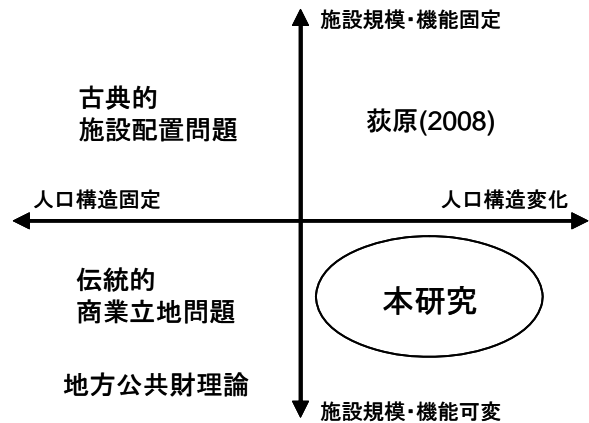 施設規模・機能固定
古典的
施設配置問題
荻原(2008)
人口構造固定
人口構造変化
伝統的
商業立地問題
本研究
地方公共財理論
施設規模・機能可変